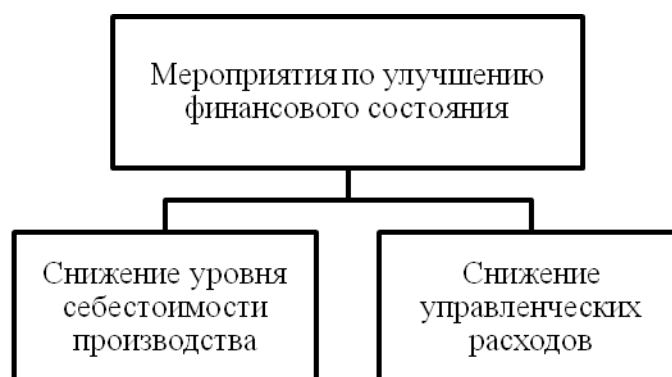 Мероприятия по улучшению
финансового состояния
Снижение уровня
себестоимости
производства
Снижение
управленческих
расходов